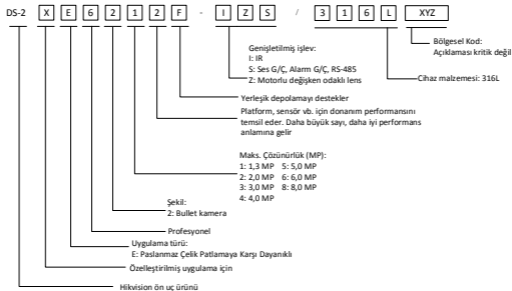 DS-2 X E 6 2 1 2 F - I Z S / 3 1 6 L XYZ
Bölgesel Kod:
Açıklaması kritik değil
Cihaz malzemesi: 316L
Genişletilmiş işlev:
I: IR
S: Ses G/Ç, Alarm G/Ç, RS-485
Z: Motorlu değişken odaklı lens
Yerleşik depolamayı destekler
Platform, sensör vb. için donanım performansını
temsil eder. Daha büyük sayı, daha iyi performans
anlamına gelir
Maks. Çözünürlük (MP):
1: 1,3 MP 5: 5,0 MP
2: 2,0 MP 6: 6,0 MP
3: 3,0 MP 8: 8,0 MP
4: 4,0 MP
Şekil:
2: Bullet kamera
Profesyonel
Uygulama türü:
E: Paslanmaz Çelik Patlamaya Karşı Dayanıklı
Özelleştirilmiş uygulama için
Hikvision ön uç ürünü